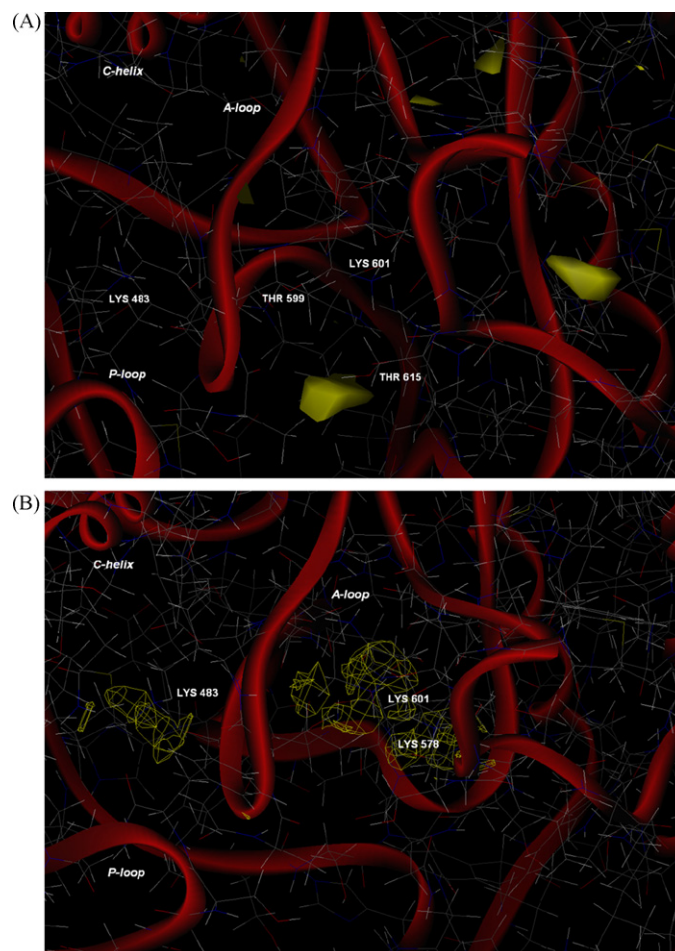 (A)
C-helix
A-loop
LYS 601
LYS 483
THR 599
P-loop
THR 615
(B)
C-helix
A-loop
LYS 483
LYS 601
LYS 578
P-loop